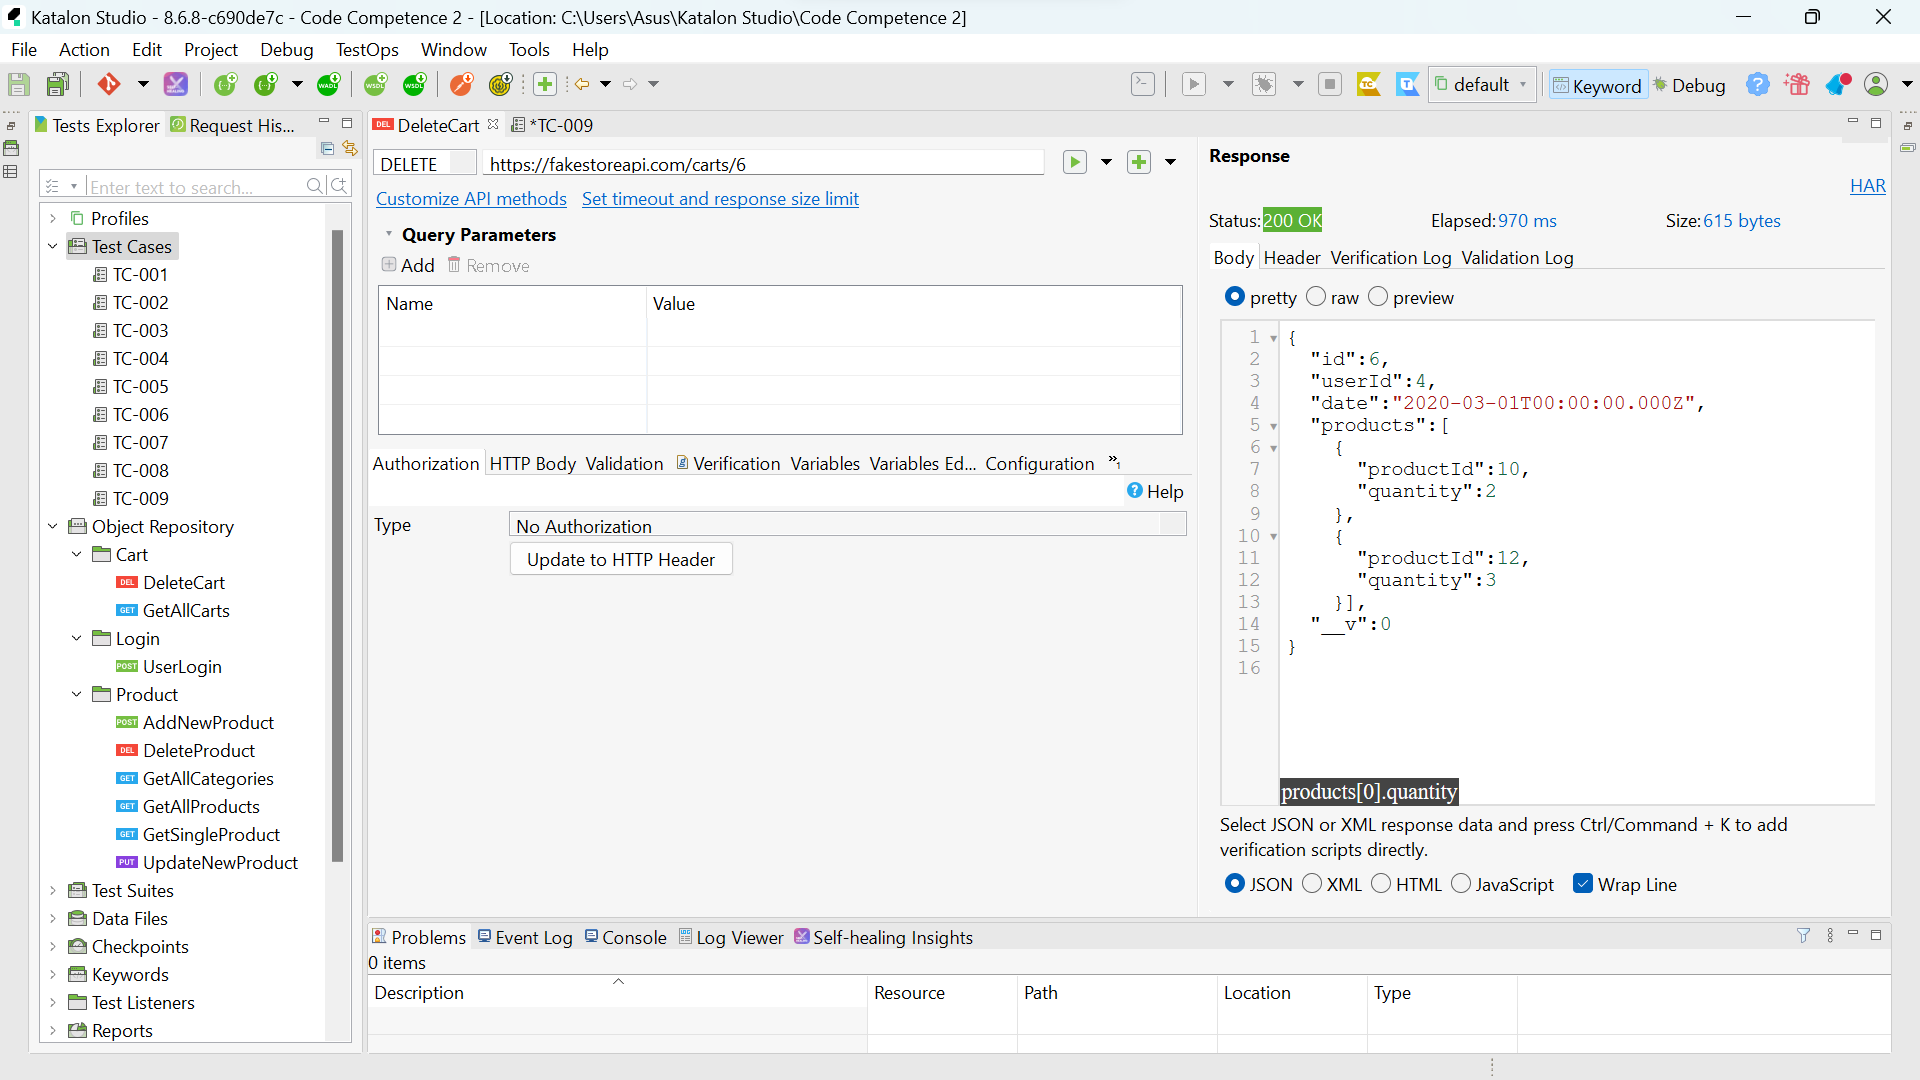 Katalon Studio - 8.6.8-c690de7c - Code Competence 2 - [Location: C:\Users\Asus\Katalon Studio\Code Competence 2]
File Action Edit Project Debug TestOps Window Tools Help
default Keyword Debug
Tests Explorer Request His...
Enter text to search...
Profiles
Test Cases
TC-001
TC-002
TC-003
TC-004
TC-005
TC-006
TC-007
TC-008
TC-009
Object Repository
Cart
DEL DeleteCart
GET GetAllCarts
Login
POST UserLogin
Product
POST AddNewProduct
DEL DeleteProduct
GET GetAllCategories
GET GetAllProducts
GET GetSingleProduct
PUT UpdateNewProduct
Test Suites
Data Files
Checkpoints
Keywords
Test Listeners
Reports
DEL DeleteCart *TC-009
DELETE https://fakestoreapi.com/carts/6
Customize API methods Set timeout and response size limit
Query Parameters
Add Remove
Name Value
Authorization HTTP Body Validation Verification Variables Variables Ed... Configuration »1
Help
Type No Authorization
Update to HTTP Header
Response
HAR
Status: 200 OK Elapsed: 970 ms Size: 615 bytes
Body Header Verification Log Validation Log
pretty raw preview
1 {
2 "id":6,
3 "userId":4,
4 "date":"2020-03-01T00:00:00.000Z",
5 "products":[
6 {
7 "productId":10,
8 "quantity":2
9 },
10 {
11 "productId":12,
12 "quantity":3
13 }],
14 "__v":0
15 }
16
products[0].quantity
Select JSON or XML response data and press Ctrl/Command + K to add
verification scripts directly.
JSON XML HTML JavaScript Wrap Line
Problems Event Log Console Log Viewer Self-healing Insights
0 items
Description Resource Path Location Type